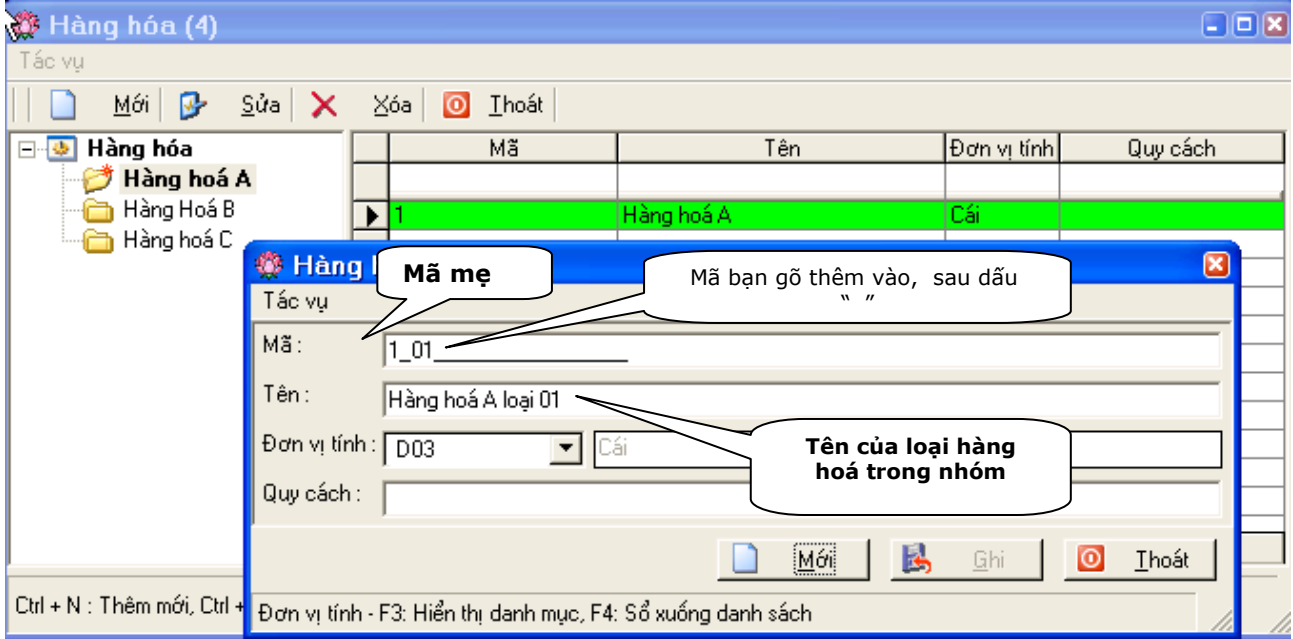 Hàng hóa (4)
Tác vụ
Mới Sửa Xóa Thoát
Hàng hóa
Hàng hoá A
Hàng Hoá B
Hàng hoá C
Mã Tên Đơn vị tính Quy cách
1 Hàng hoá A Cái
Hàng
Mã mẹ
Mã bạn gõ thêm vào, sau dấu
“ ”
Tác vụ
Mã :
1_01_________________
Tên :
Hàng hoá A loại 01
Đơn vị tính : D03 Cái
Tên của loại hàng
hoá trong nhóm
Quy cách :
Mới Ghi Thoát
Ctrl + N : Thêm mới, Ctrl +
Đơn vị tính - F3: Hiển thị danh mục, F4: Sổ xuống danh sách